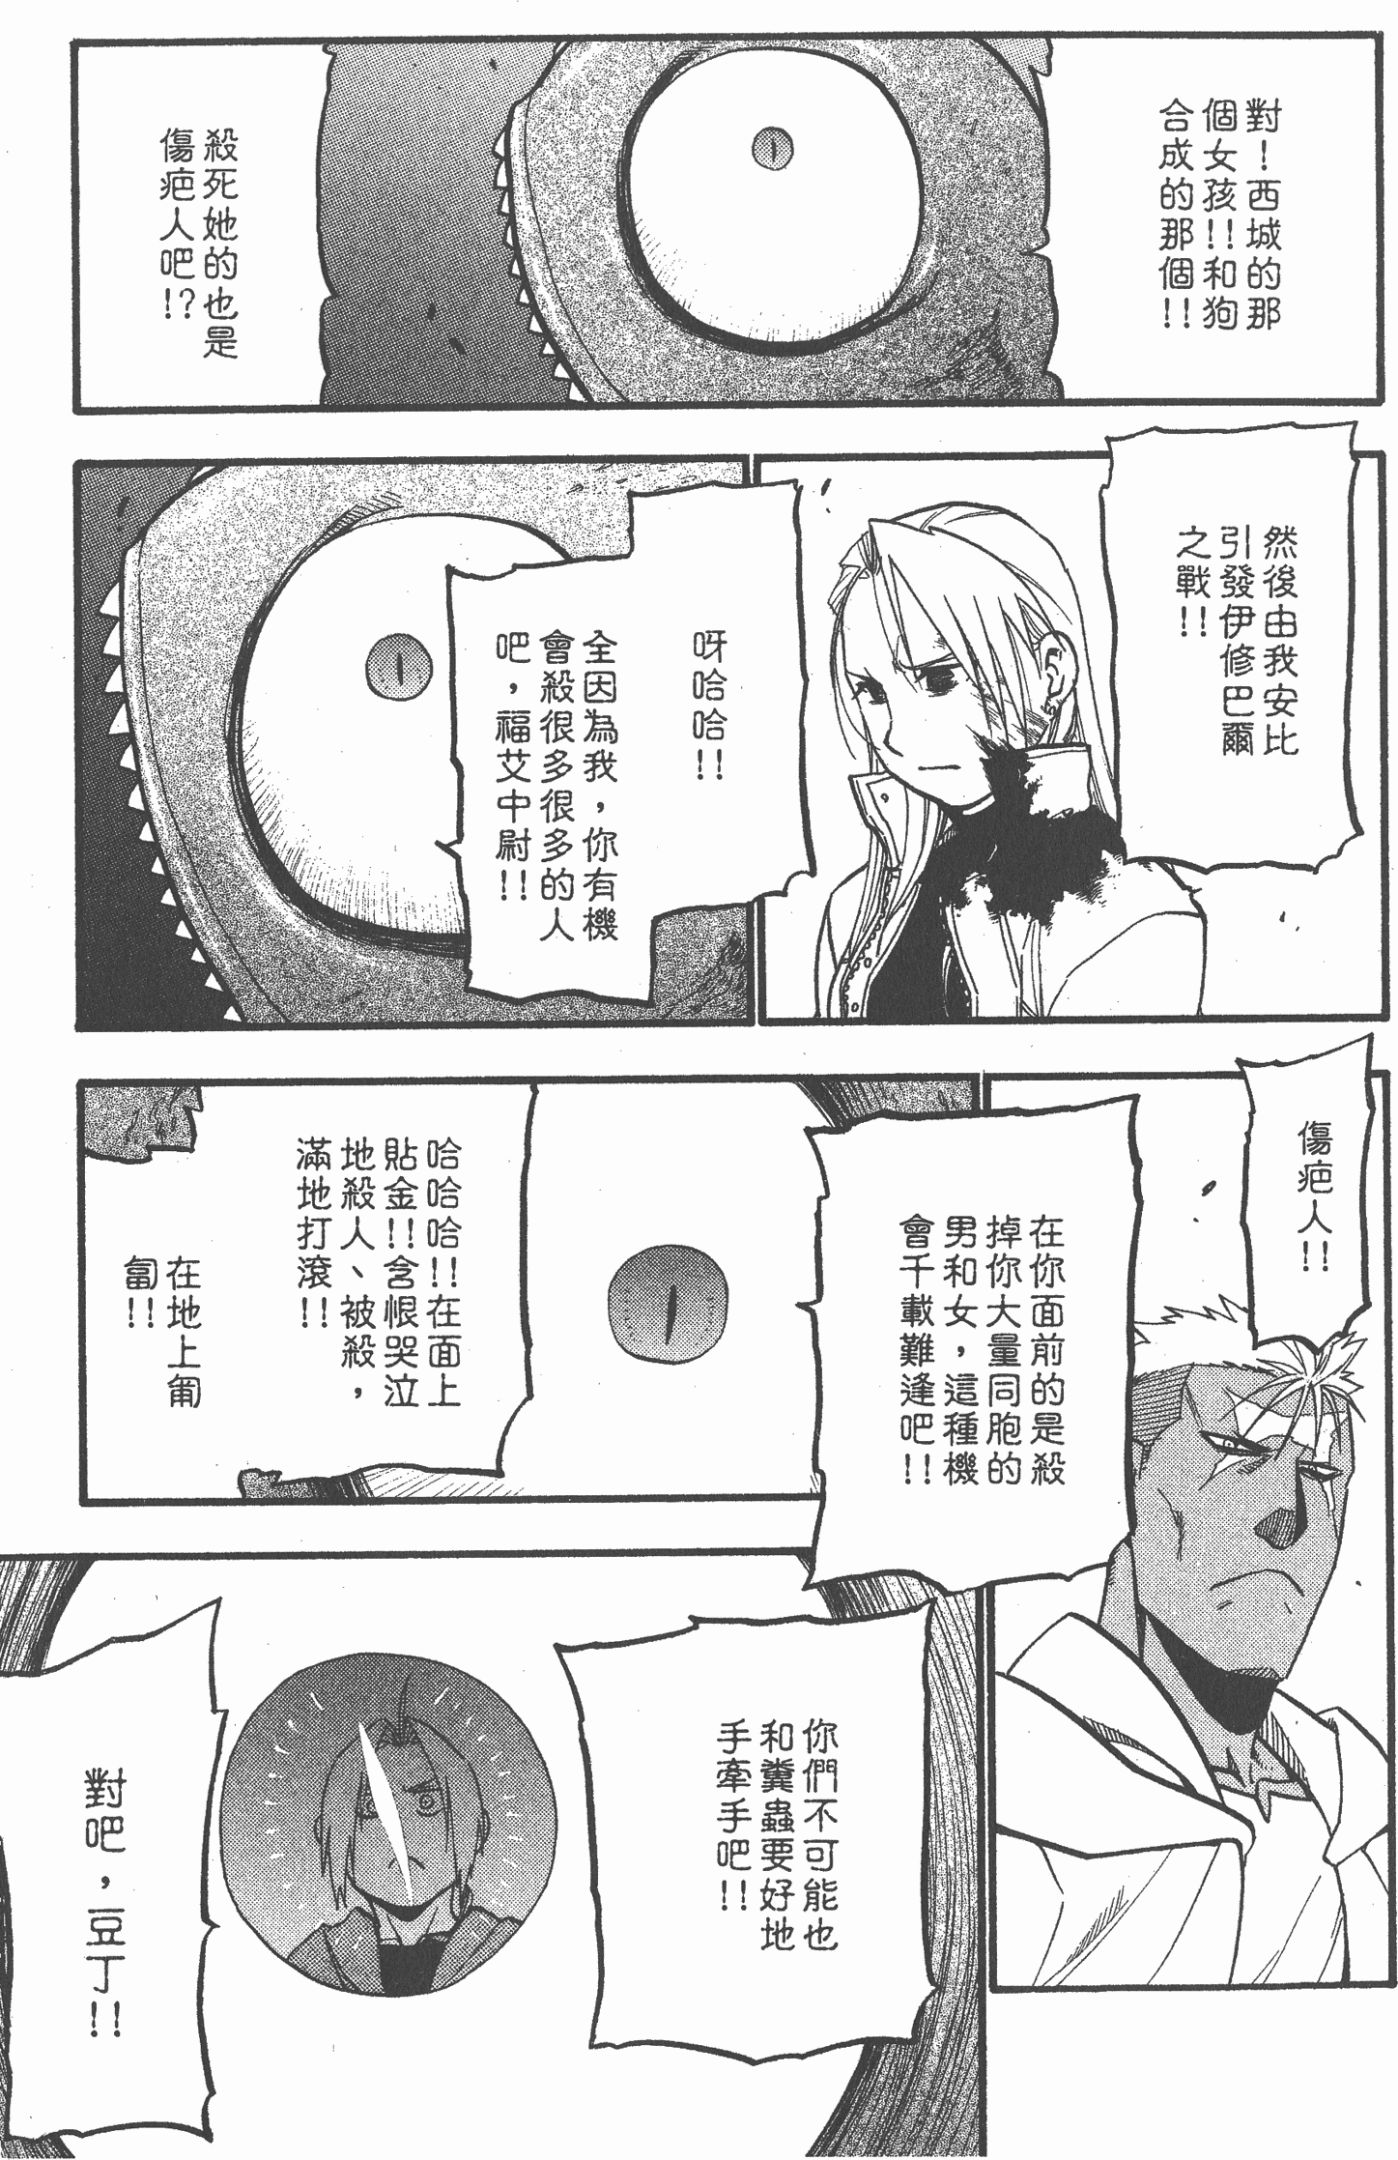 對！西城的那
個女孩!!和狗
合成的那個!!
殺死她的也是
傷疤人吧!?
然後由我安比
引發伊修巴爾
之戰!!
呀哈哈!!
全因為我，你有機
會殺很多很多的人
吧，福艾中尉!!
傷疤人!!
在你面前的是殺
掉你大量同胞的
男和女，這種機
會千載難逢吧!!
哈哈哈!!在面上
貼金!!含恨哭泣
地殺人、被殺，
滿地打滾!!
在地上匍
匐!!
你們不可能也
和糞蟲要好地
手牽手吧!!
對吧，豆丁!!